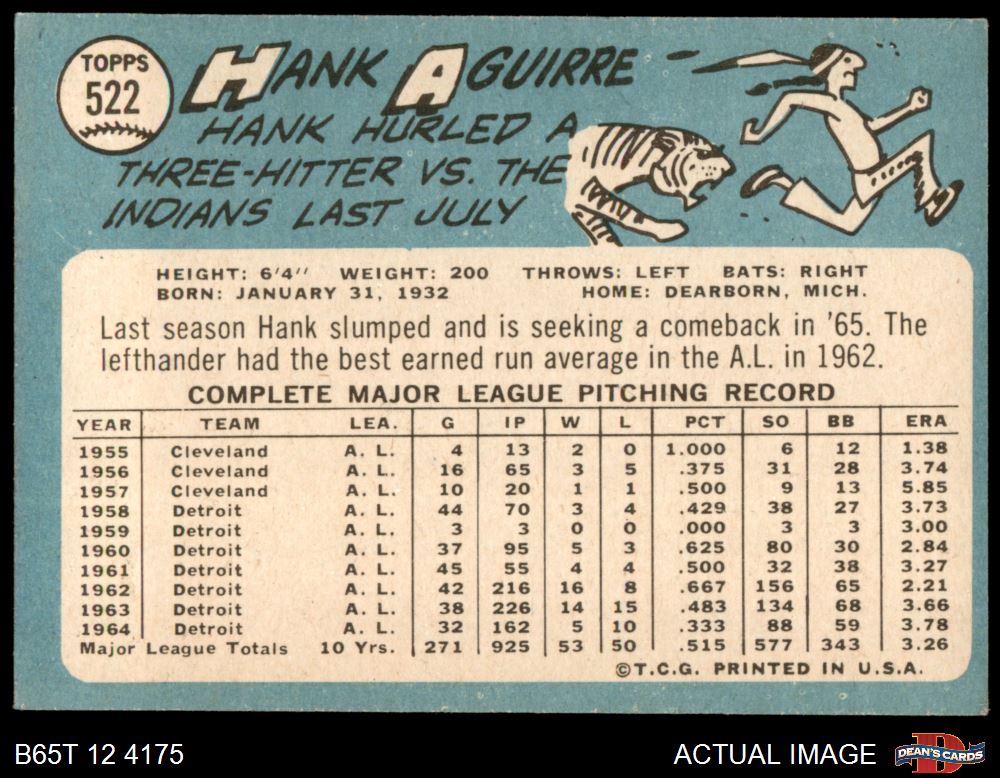 TOPPS
522
HANK AGUIRRE
HANK HURLED A
THREE-HITTER VS. THE
INDIANS LAST JULY
HEIGHT: 6'4" WEIGHT: 200 THROWS: LEFT BATS: RIGHT
BORN: JANUARY 31, 1932 HOME: DEARBORN, MICH.
Last season Hank slumped and is seeking a comeback in '65. The
lefthander had the best earned run average in the A.L. in 1962.
COMPLETE MAJOR LEAGUE PITCHING RECORD
YEAR TEAM LEA. G IP W L PCT SO BB ERA
1955 Cleveland A. L. 4 13 2 0 1.000 6 12 1.38
1956 Cleveland A. L. 16 65 3 5 .375 31 28 3.74
1957 Cleveland A. L. 10 20 1 1 .500 9 13 5.85
1958 Detroit A. L. 44 70 3 4 .429 38 27 3.73
1959 Detroit A. L. 3 3 0 0 .000 3 3 3.00
1960 Detroit A. L. 37 95 5 3 .625 80 30 2.84
1961 Detroit A. L. 45 55 4 4 .500 32 38 3.27
1962 Detroit A. L. 42 216 16 8 .667 156 65 2.21
1963 Detroit A. L. 38 226 14 15 .483 134 68 3.66
1964 Detroit A. L. 32 162 5 10 .333 88 59 3.78
Major League Totals 10 Yrs. 271 925 53 50 .515 577 343 3.26
©T.C.G. PRINTED IN U.S.A.
B65T 12 4175 ACTUAL IMAGE DEAN'S CARDS